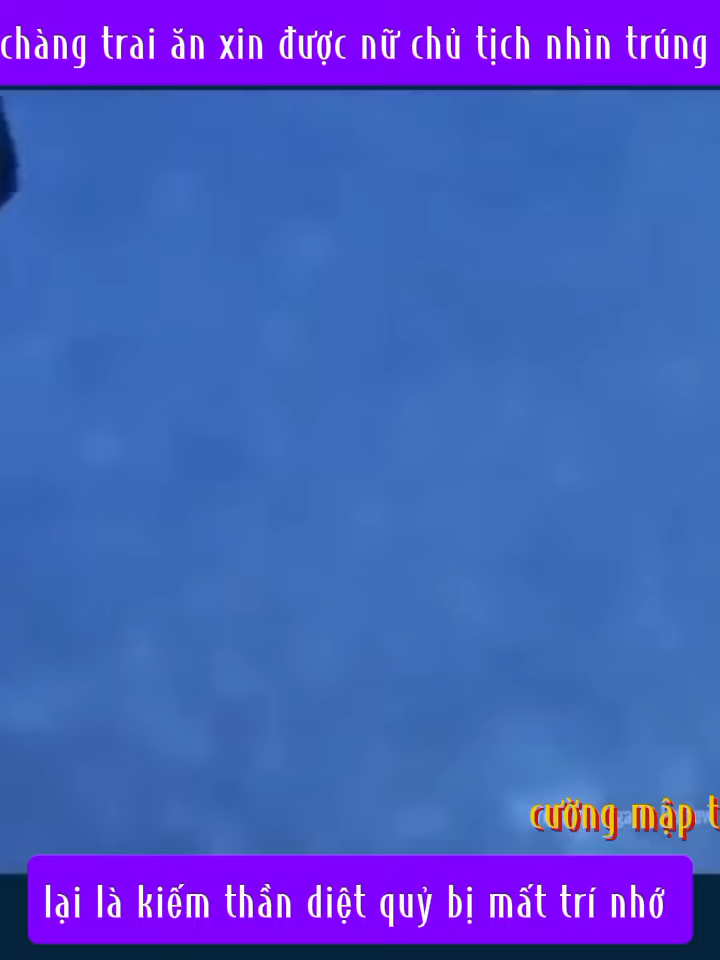 chàng trai ăn xin được nữ chủ tịch nhìn trúng
cường mập
lại là kiếm thần diệt quỷ bị mất trí nhớ